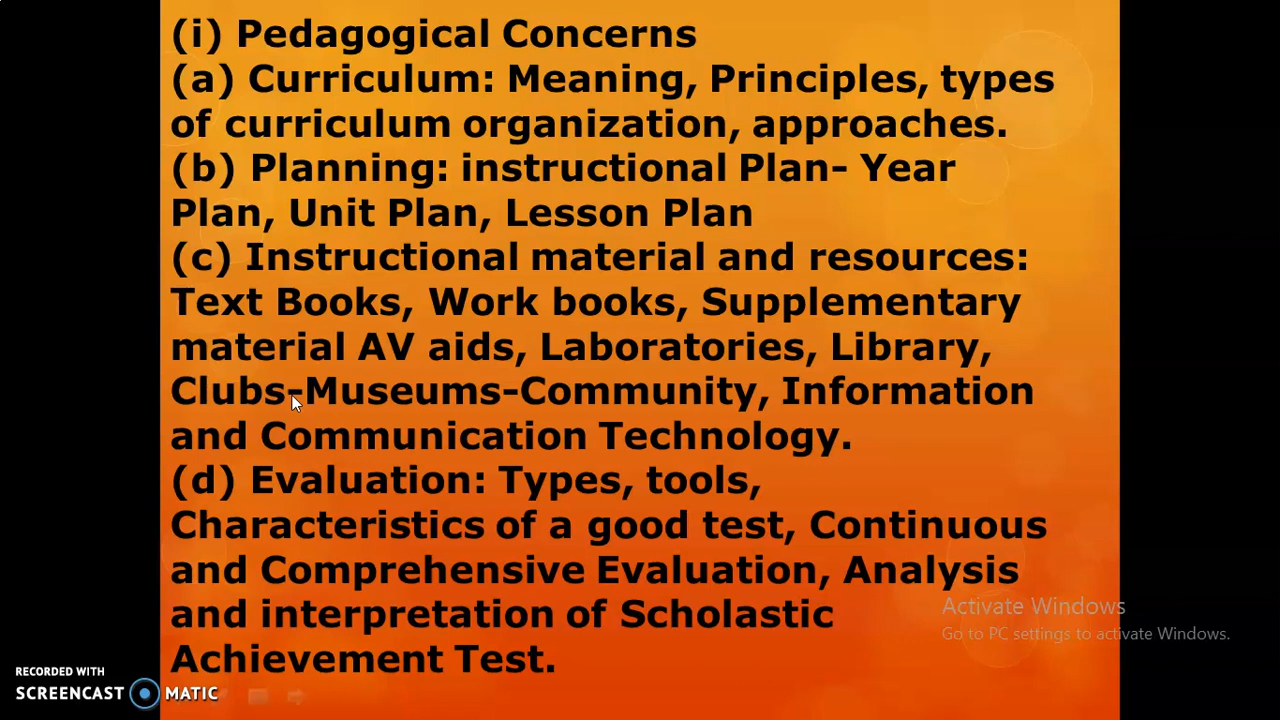 (i) Pedagogical Concerns
(a) Curriculum: Meaning, Principles, types
of curriculum organization, approaches.
(b) Planning: instructional Plan- Year
Plan, Unit Plan, Lesson Plan
(c) Instructional material and resources:
Text Books, Work books, Supplementary
material AV aids, Laboratories, Library,
Clubs-Museums-Community, Information
and Communication Technology.
(d) Evaluation: Types, tools,
Characteristics of a good test, Continuous
and Comprehensive Evaluation, Analysis
and interpretation of Scholastic
Achievement Test.
Activate Windows
Go to PC settings to activate Windows.
RECORDED WITH
SCREENCAST MATIC